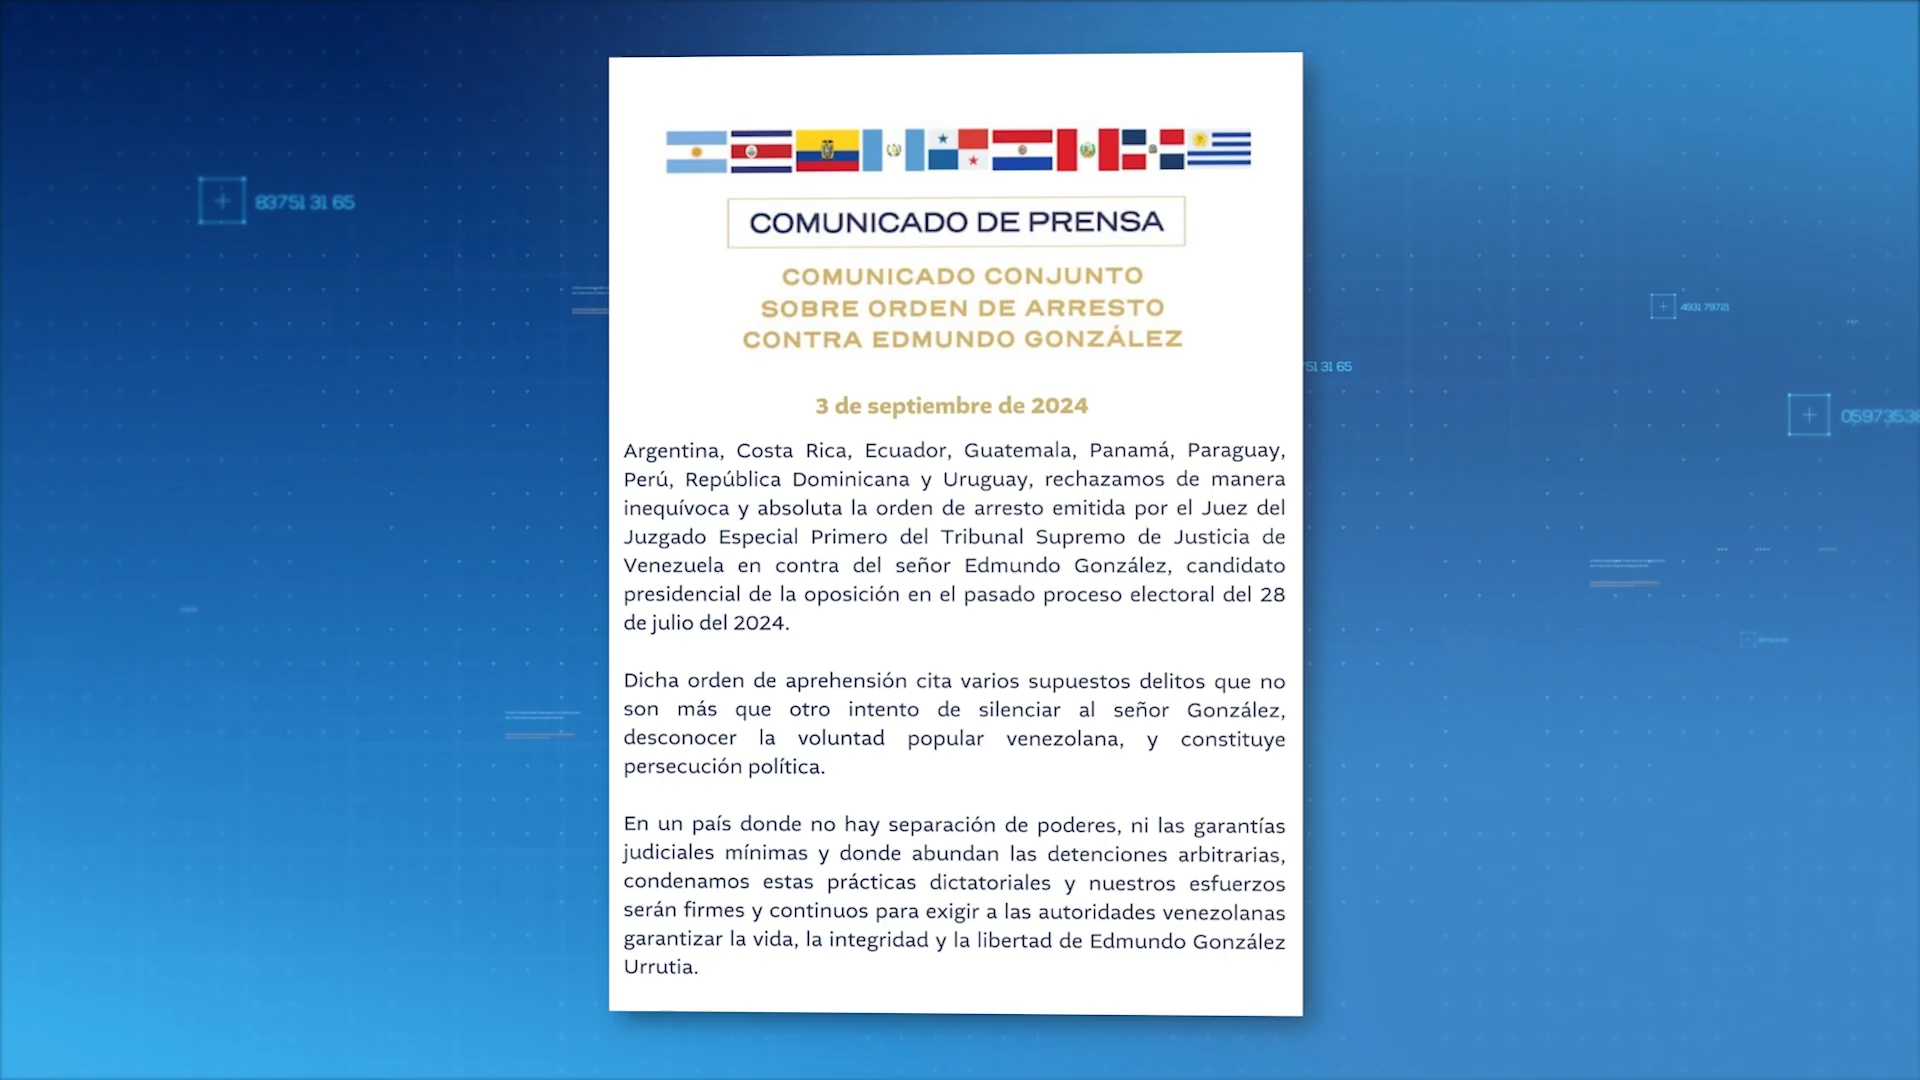 COMUNICADO DE PRENSA
COMUNICADO CONJUNTO
SOBRE ORDEN DE ARRESTO
CONTRA EDMUNDO GONZÁLEZ
3 de septiembre de 2024
Argentina, Costa Rica, Ecuador, Guatemala, Panamá, Paraguay,
Perú, República Dominicana y Uruguay, rechazamos de manera
inequívoca y absoluta la orden de arresto emitida por el Juez del
Juzgado Especial Primero del Tribunal Supremo de Justicia de
Venezuela en contra del señor Edmundo González, candidato
presidencial de la oposición en el pasado proceso electoral del 28
de julio del 2024.
Dicha orden de aprehensión cita varios supuestos delitos que no
son más que otro intento de silenciar al señor González,
desconocer la voluntad popular venezolana, y constituye
persecución política.
En un país donde no hay separación de poderes, ni las garantías
judiciales mínimas y donde abundan las detenciones arbitrarias,
condenamos estas prácticas dictatoriales y nuestros esfuerzos
serán firmes y continuos para exigir a las autoridades venezolanas
garantizar la vida, la integridad y la libertad de Edmundo González
Urrutia.
83751 31 65
4931 79721
51 31 65
0597353